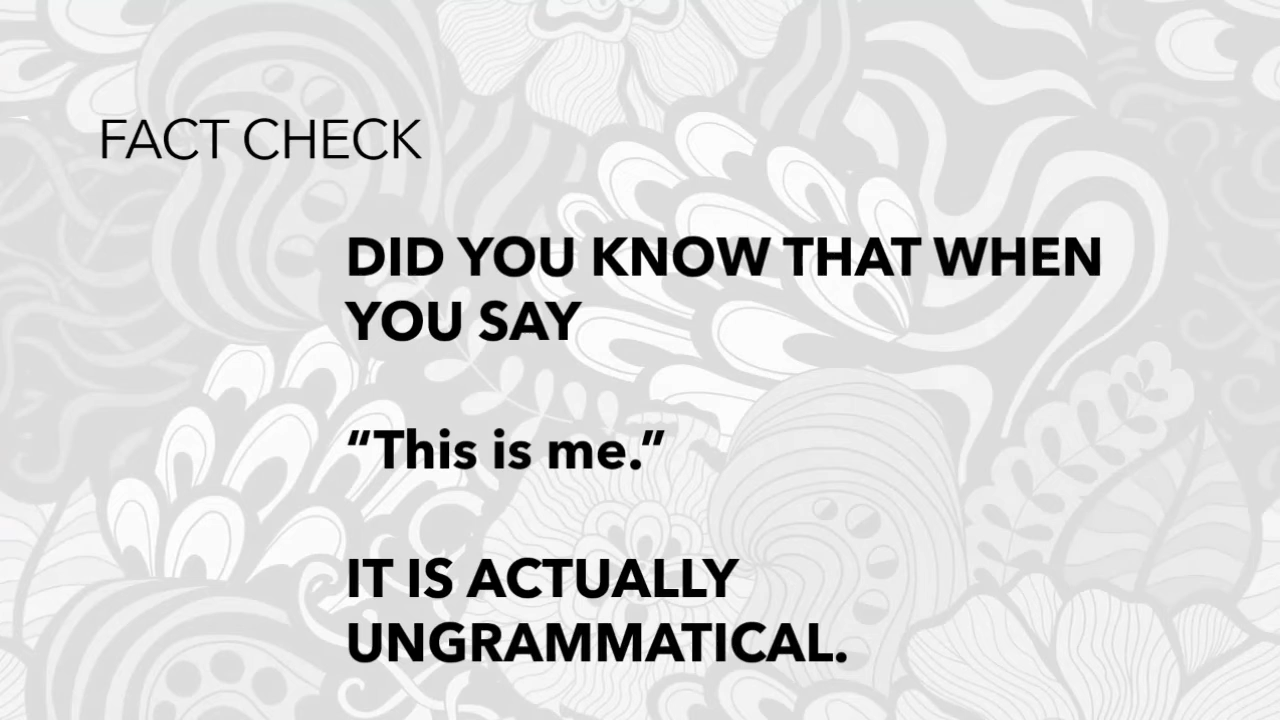 FACT CHECK
DID YOU KNOW THAT WHEN
YOU SAY
“This is me.”
IT IS ACTUALLY
UNGRAMMATICAL.